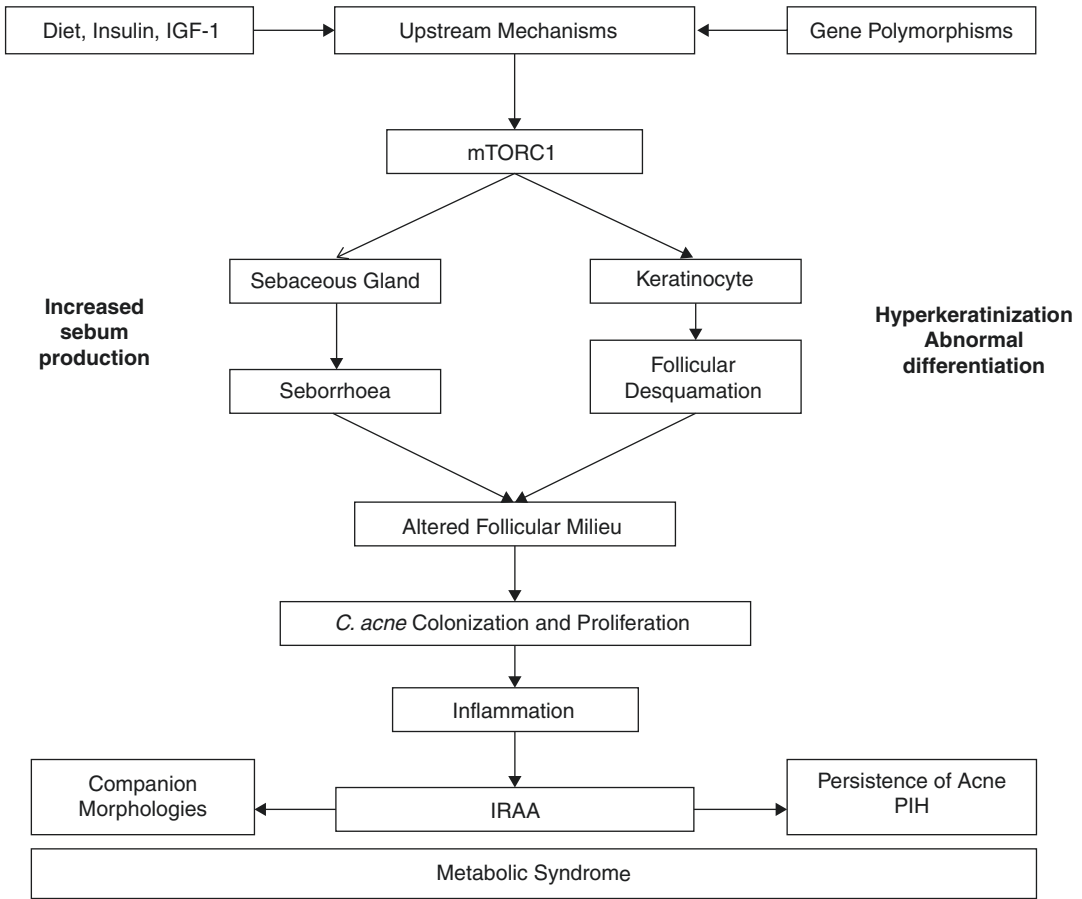 Diet, Insulin, IGF-1
Upstream Mechanisms
Gene Polymorphisms
mTORC1
Sebaceous Gland
Keratinocyte
Increased
sebum
production
Hyperkeratinization
Abnormal
differentiation
Seborrhoea
Follicular
Desquamation
Altered Follicular Milieu
C. acne Colonization and Proliferation
Inflammation
Companion
Morphologies
IRAA
Persistence of Acne
PIH
Metabolic Syndrome